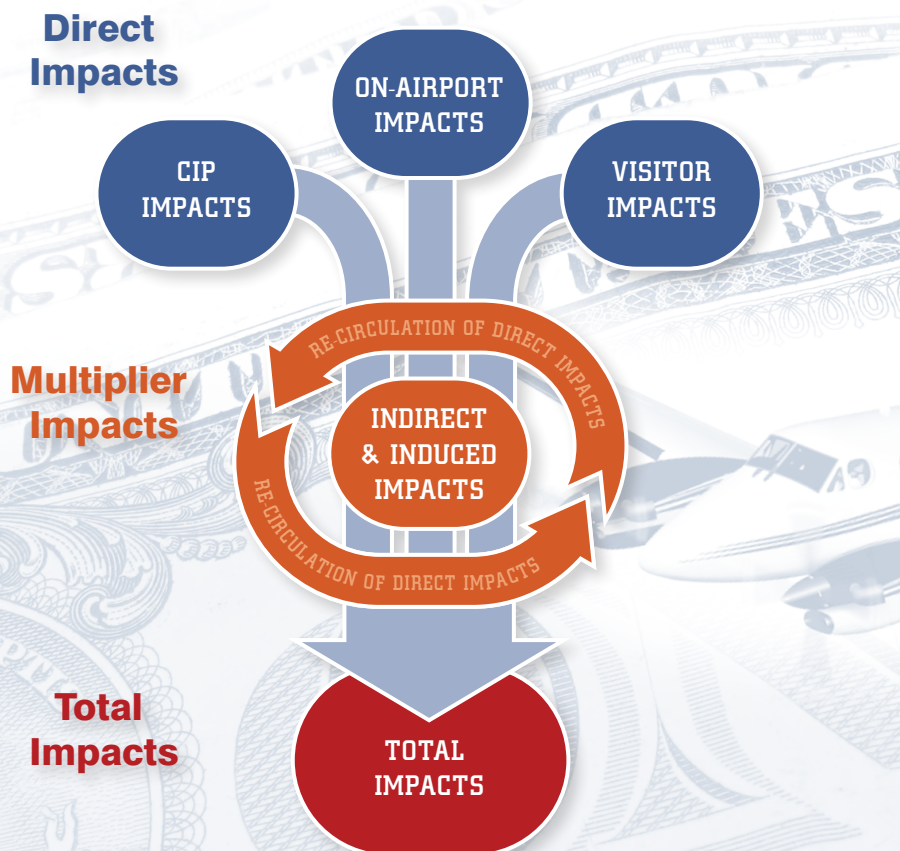 Direct
Impacts
ON-AIRPORT
IMPACTS
CIP
IMPACTS
VISITOR
IMPACTS
RE-CIRCULATION OF DIRECT IMPACTS
Multiplier
Impacts
INDIRECT
& INDUCED
IMPACTS
RE-CIRCULATION OF DIRECT IMPACTS
Total
Impacts
TOTAL
IMPACTS